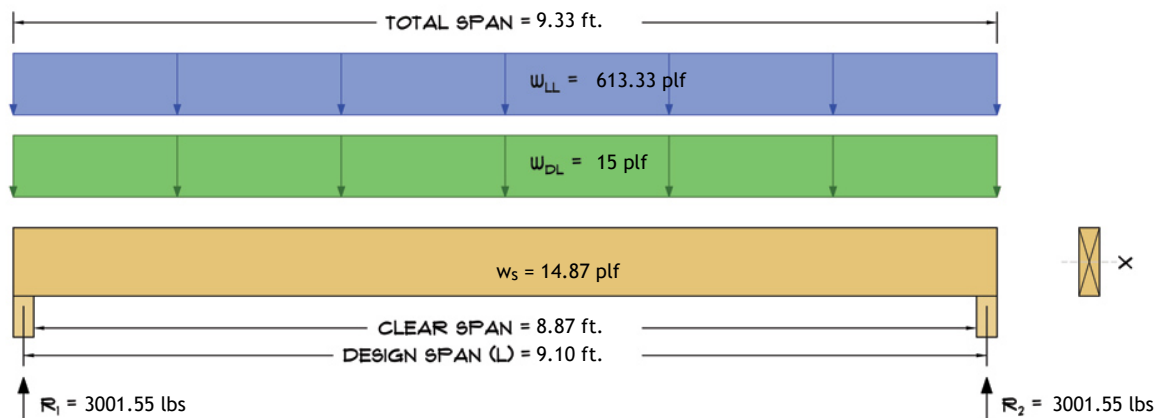 TOTAL SPAN = 9.33 ft.
wLL = 613.33 plf
wDL = 15 plf
ws = 14.87 plf
X
CLEAR SPAN = 8.87 ft.
DESIGN SPAN (L) = 9.10 ft.
R1 = 3001.55 lbs
R2 = 3001.55 lbs